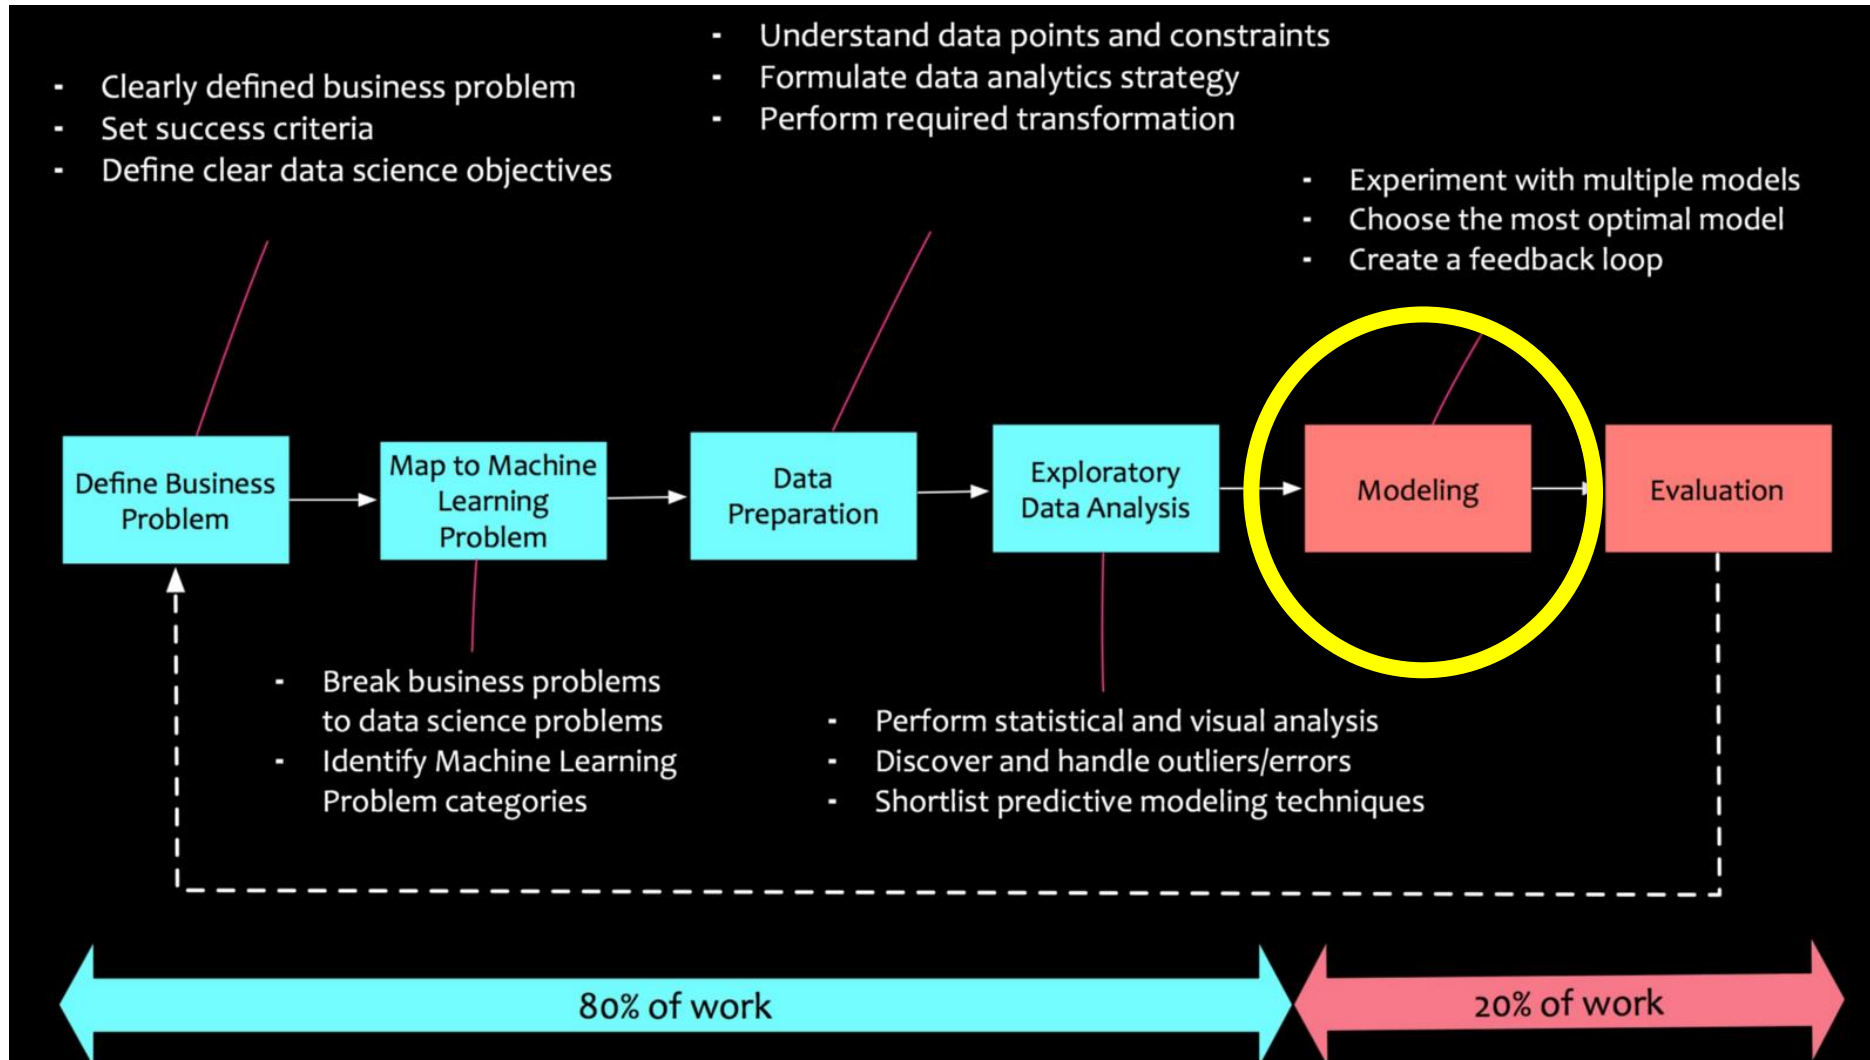 - Clearly defined business problem
- Set success criteria
- Define clear data science objectives
- Understand data points and constraints
- Formulate data analytics strategy
- Perform required transformation
- Experiment with multiple models
- Choose the most optimal model
- Create a feedback loop
Define Business
Problem
Map to Machine
Learning
Problem
Data
Preparation
Exploratory
Data Analysis
Modeling
Evaluation
- Break business problems
to data science problems
- Identify Machine Learning
Problem categories
- Perform statistical and visual analysis
- Discover and handle outliers/errors
- Shortlist predictive modeling techniques
80% of work
20% of work